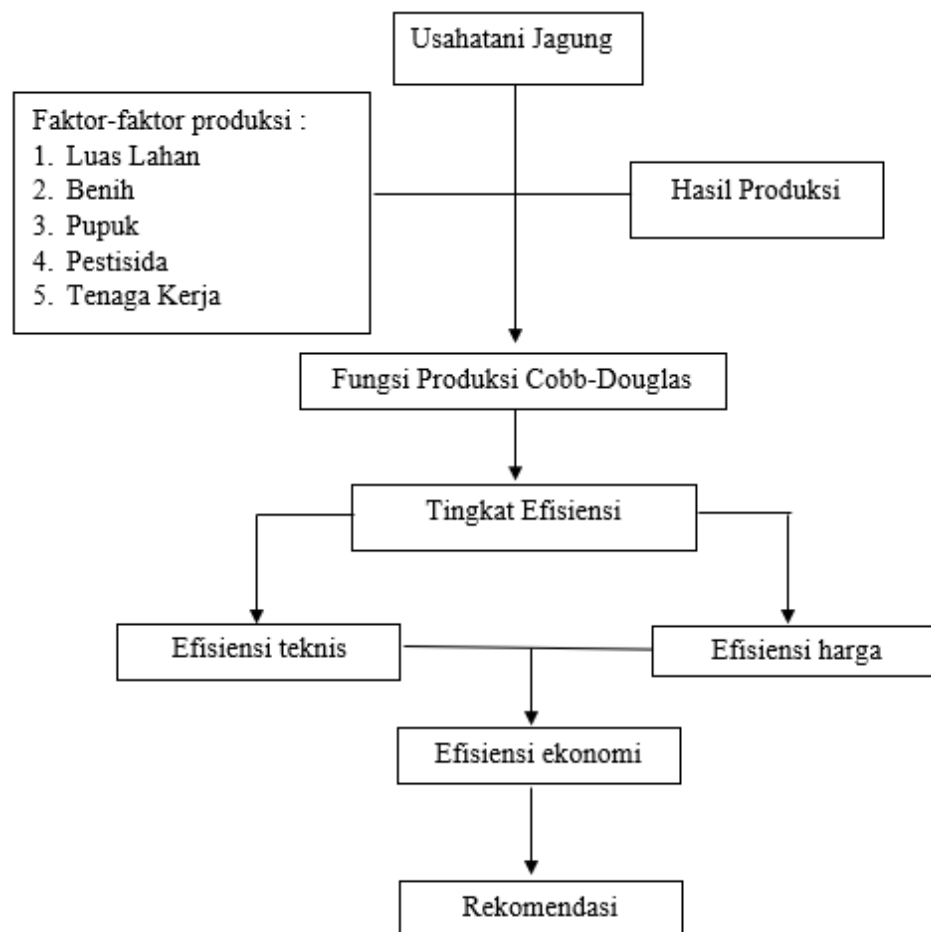 Usahatani Jagung
Faktor-faktor produksi :
1. Luas Lahan
2. Benih
3. Pupuk
4. Pestisida
5. Tenaga Kerja
Hasil Produksi
Fungsi Produksi Cobb-Douglas
Tingkat Efisiensi
Efisiensi teknis
Efisiensi harga
Efisiensi ekonomi
Rekomendasi